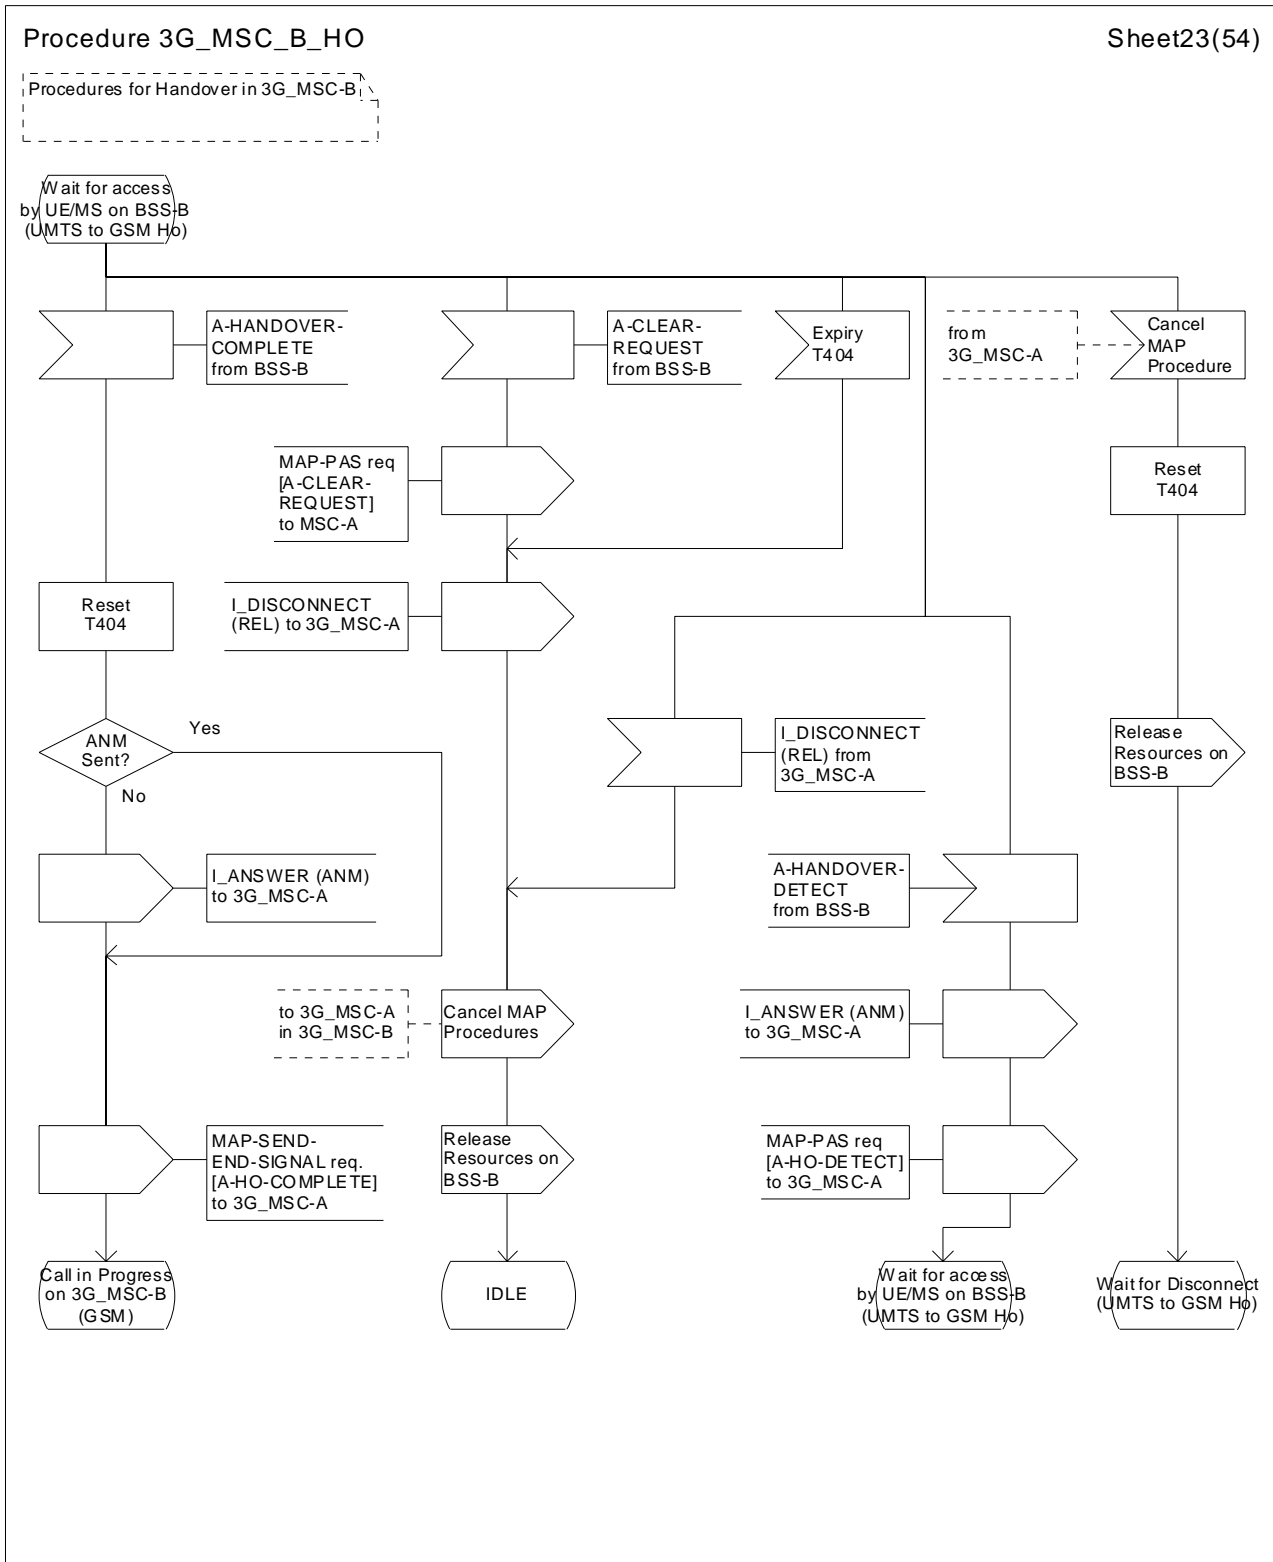 Procedure 3G_MSC_B_HO
Sheet23(54)
Procedures for Handover in 3G_MSC-B
Wait for access
by UE/MS on BSS-B
(UMTS to GSM Ho)
A-HANDOVER-
COMPLETE
from BSS-B
A-CLEAR-
REQUEST
from BSS-B
Expiry
T404
from
3G_MSC-A
Cancel
MAP
Procedure
MAP-PAS req
[A-CLEAR-
REQUEST]
to MSC-A
Reset
T404
Reset
T404
I_DISCONNECT
(REL) to 3G_MSC-A
ANM
Sent?
Yes
No
I_DISCONNECT
(REL) from
3G_MSC-A
Release
Resources on
BSS-B
I_ANSWER (ANM)
to 3G_MSC-A
A-HANDOVER-
DETECT
from BSS-B
to 3G_MSC-A
in 3G_MSC-B
Cancel MAP
Procedures
I_ANSWER (ANM)
to 3G_MSC-A
MAP-SEND-
END-SIGNAL req.
[A-HO-COMPLETE]
to 3G_MSC-A
Release
Resources on
BSS-B
MAP-PAS req
[A-HO-DETECT]
to 3G_MSC-A
Call in Progress
on 3G_MSC-B
(GSM)
IDLE
Wait for access
by UE/MS on BSS-B
(UMTS to GSM Ho)
Wait for Disconnect
(UMTS to GSM Ho)